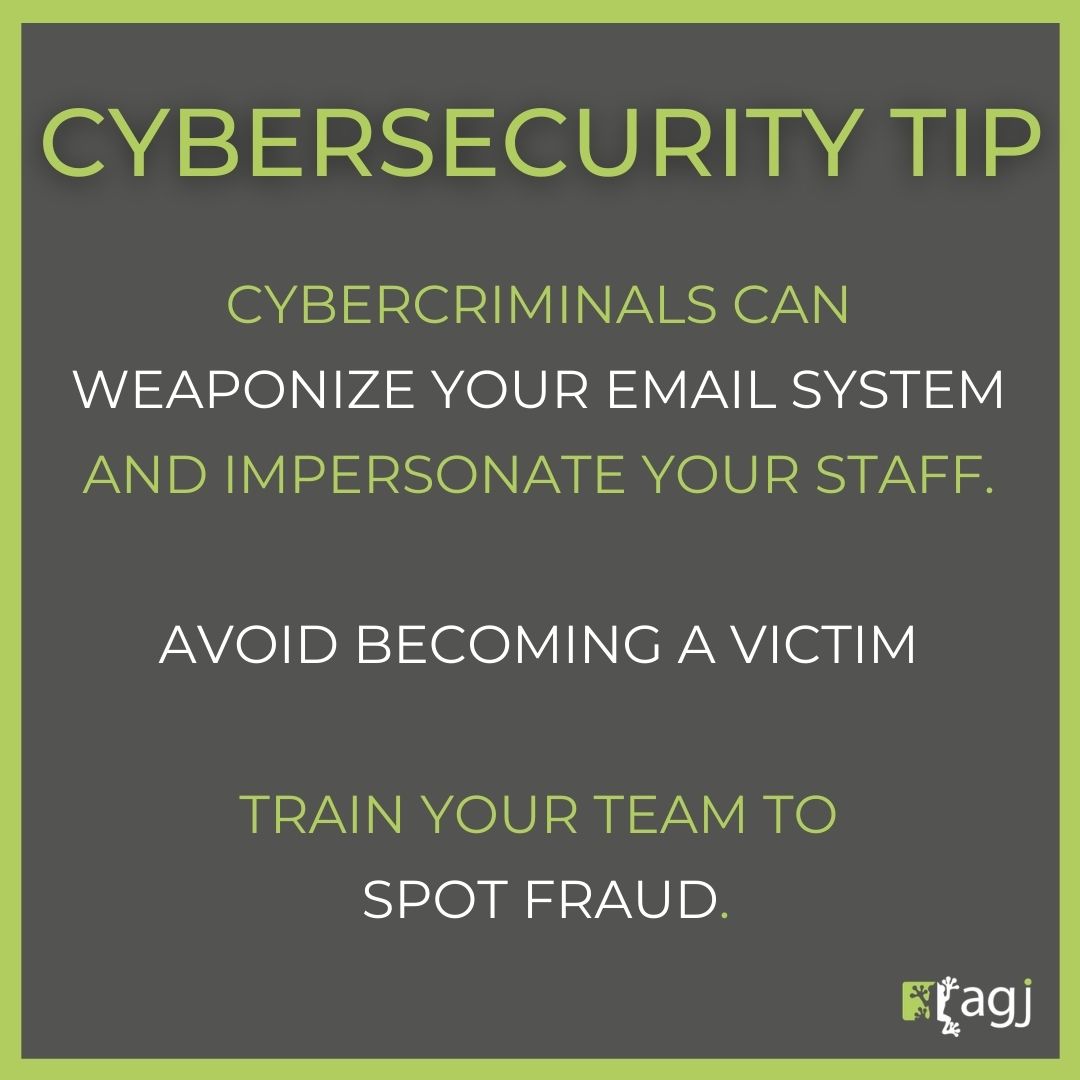 CYBERSECURITY TIP
CYBERCRIMINALS CAN
WEAPONIZE YOUR EMAIL SYSTEM
AND IMPERSONATE YOUR STAFF.
AVOID BECOMING A VICTIM
TRAIN YOUR TEAM TO
SPOT FRAUD.
agj